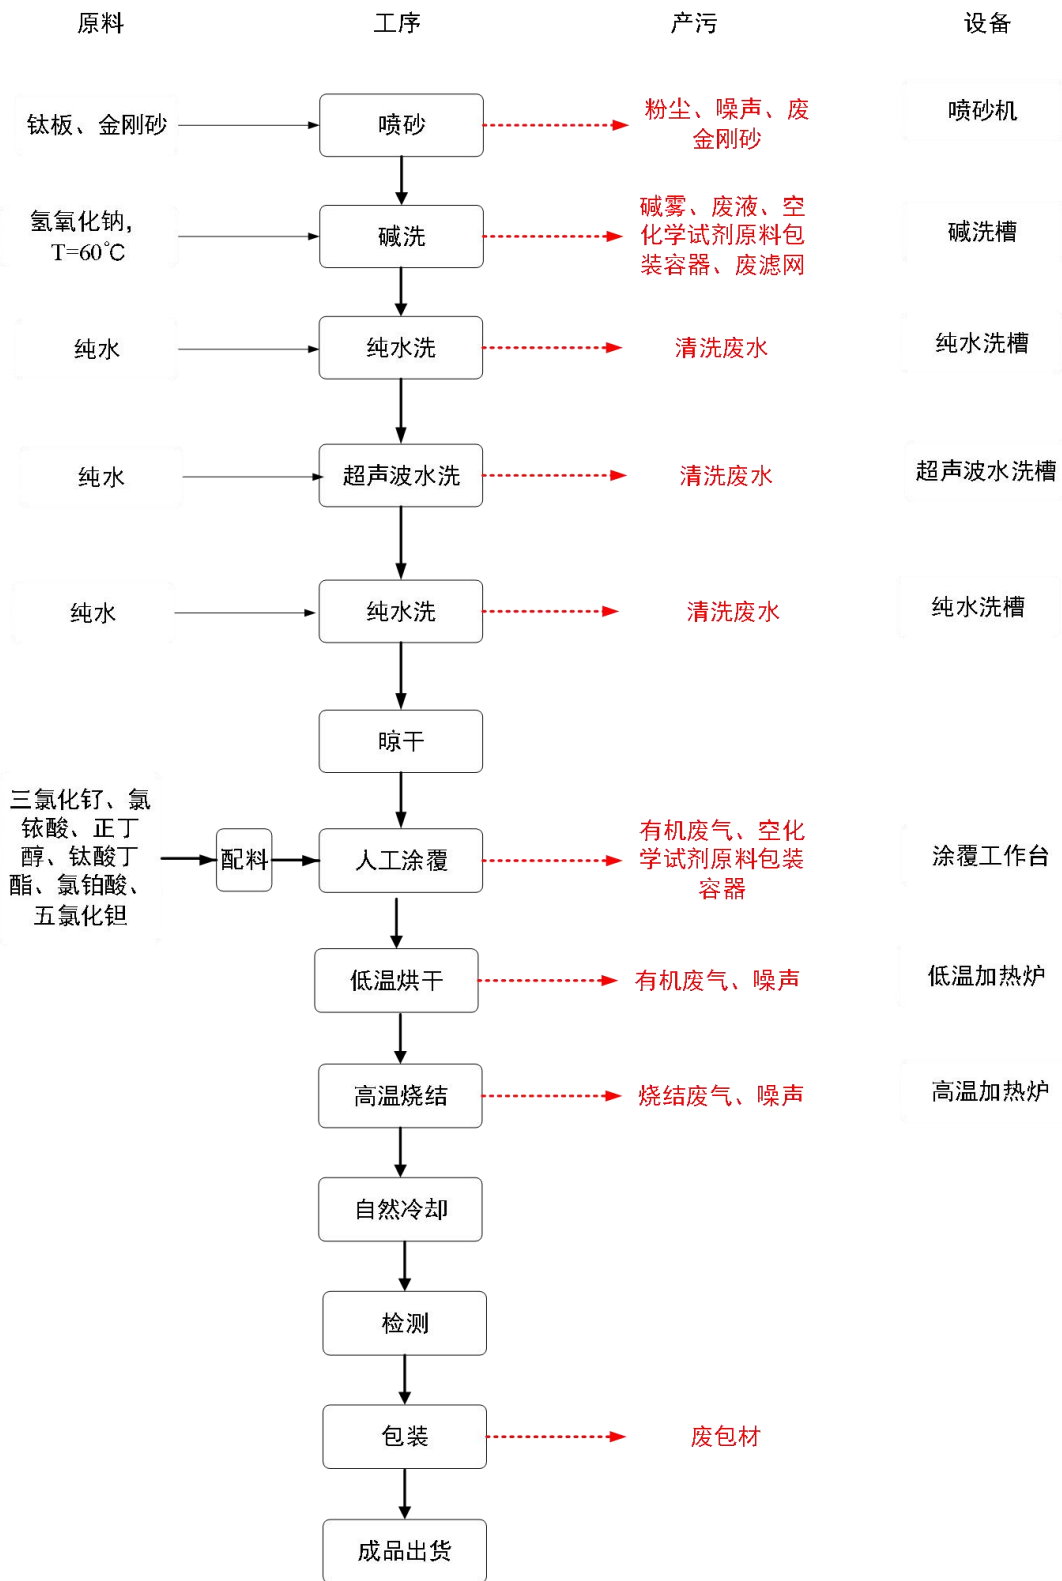 原料 工序 产污 设备
钛板、金刚砂 喷砂 粉尘、噪声、废
金刚砂
喷砂机
氢氧化钠，
T=60℃
碱洗
碱雾、废液、空
化学试剂原料包
装容器、废滤网
碱洗槽
纯水 纯水洗 清洗废水 纯水洗槽
纯水 超声波水洗 清洗废水 超声波水洗槽
纯水 纯水洗 清洗废水 纯水洗槽
晾干
三氯化钌、氯
铱酸、正丁
醇、钛酸丁
酯、氯铂酸、
五氯化钽
配料
人工涂覆
有机废气、空化
学试剂原料包装
容器
涂覆工作台
低温烘干 有机废气、噪声 低温加热炉
高温烧结 烧结废气、噪声 高温加热炉
自然冷却
检测
包装 废包材
成品出货